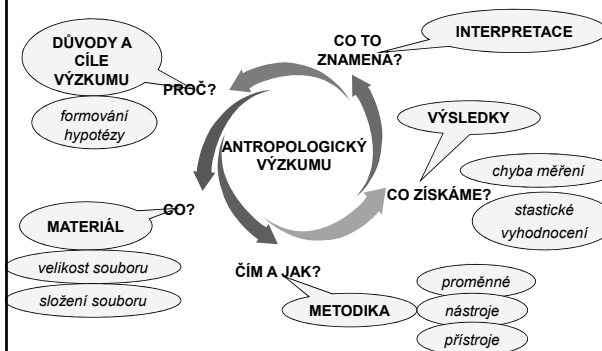 DŮVODY A
CÍLE
VÝZKUMU
PROČ?
formování
hypotézy
CO TO
ZNAMENÁ?
INTERPRETACE
ANTROPOLOGICKÝ
VÝZKUMU
VÝSLEDKY
CO ZÍSKÁME?
chyba měření
stastické
vyhodnocení
CO?
MATERIÁL
velikost souboru
složení souboru
ČÍM A JAK?
METODIKA
proměnné
nástroje
přístroje